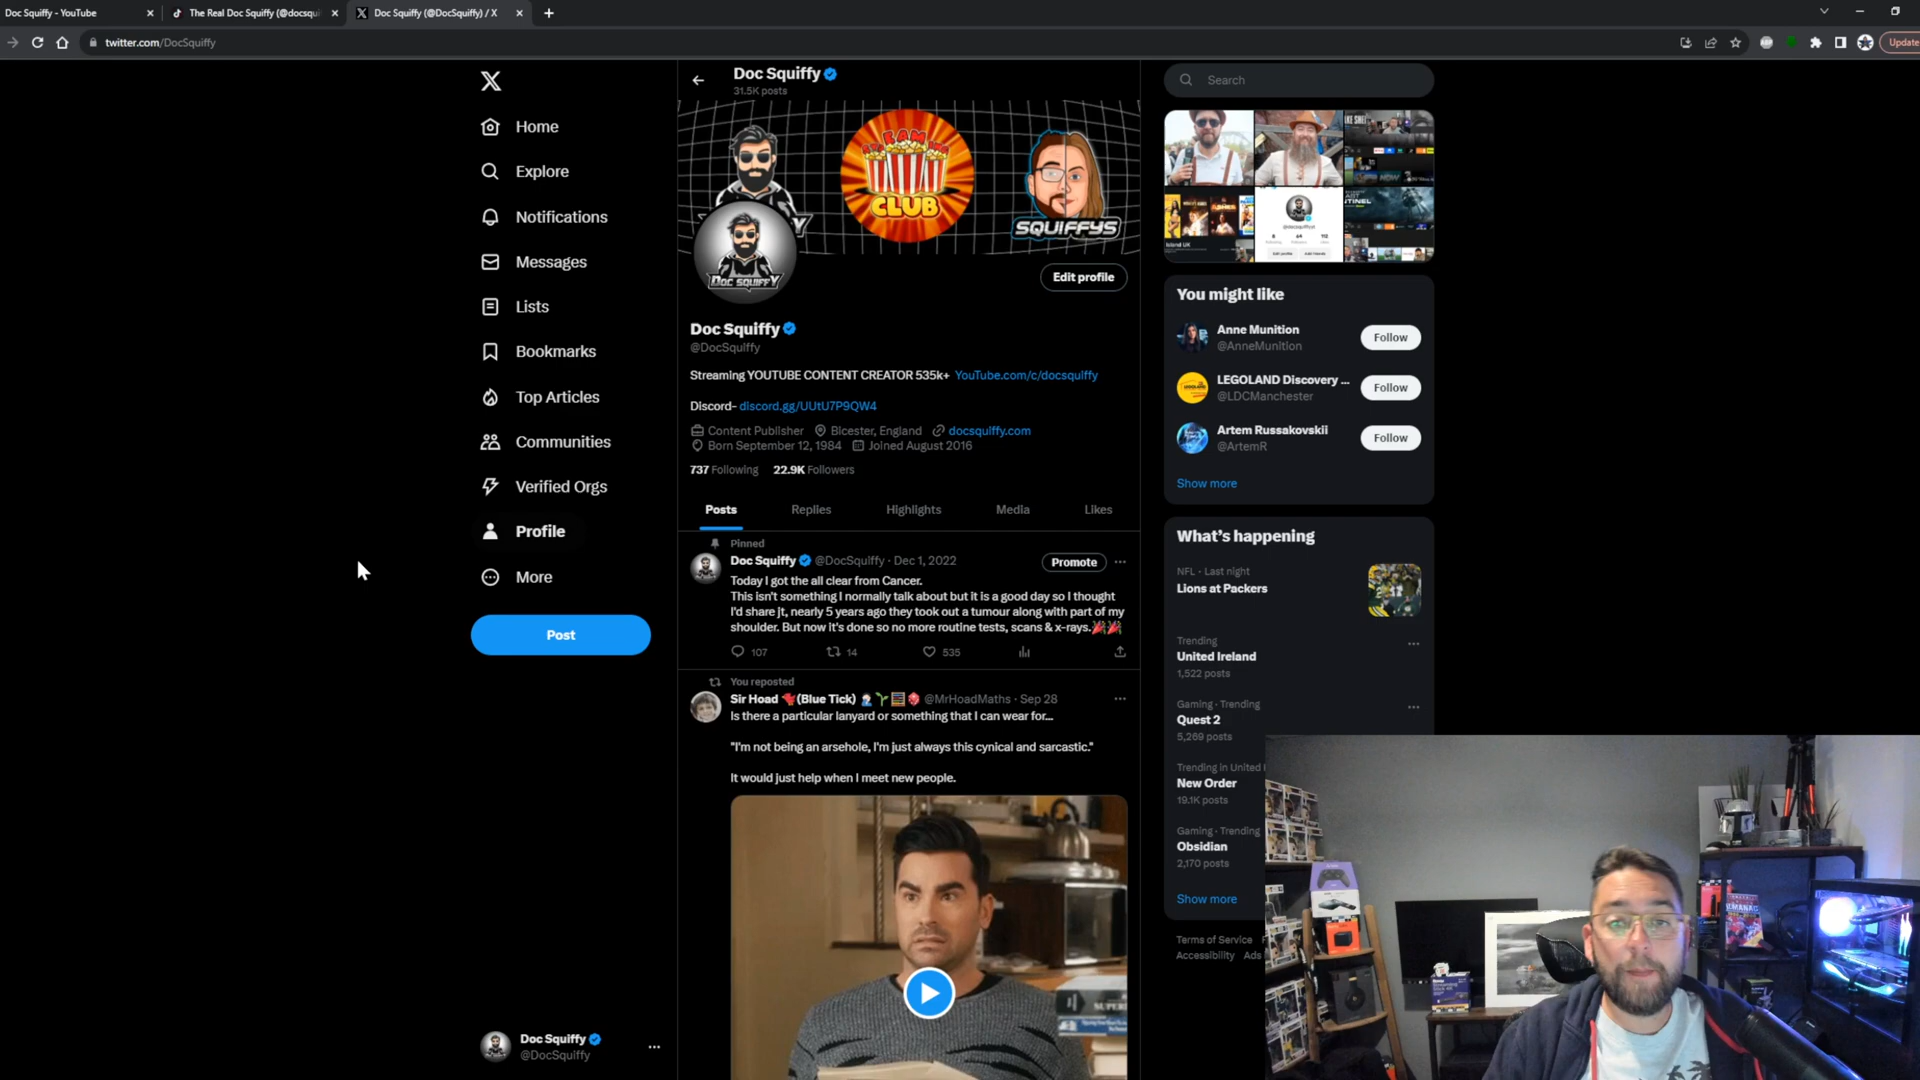 Doc Squiffy - YouTube
The Real Doc Squiffy (@docsqui
Doc Squiffy (@DocSquiffy) / X
twitter.com/DocSquiffy
Update
Home
Explore
Notifications
Messages
Lists
Bookmarks
Top Articles
Communities
Verified Orgs
Profile
More
Post
Doc Squiffy
@DocSquiffy
Doc Squiffy
31.5K posts
CLUB
SQUIFFYS
DOC SQUIFFY
Edit profile
Doc Squiffy
@DocSquiffy
Streaming YOUTUBE CONTENT CREATOR 535k+ YouTube.com/c/docsquiffy
Discord- discord.gg/UUtU7P9QW4
Content Publisher Bicester, England docsquiffy.com
Born September 12, 1984 Joined August 2016
737 Following 22.9K Followers
Posts Replies Highlights Media Likes
Pinned
Doc Squiffy @DocSquiffy · Dec 1, 2022
Promote
Today I got the all clear from Cancer.
This isn't something I normally talk about but it is a good day so I thought
I'd share jt, nearly 5 years ago they took out a tumour along with part of my
shoulder. But now it's done so no more routine tests, scans & x-rays.
107 14 535
You reposted
Sir Hoad (Blue Tick) @MrHoadMaths · Sep 28
Is there a particular lanyard or something that I can wear for...
"I'm not being an arsehole, I'm just always this cynical and sarcastic."
It would just help when I meet new people.
Search
You might like
Anne Munition
@AnneMunition
Follow
LEGOLAND Discovery ...
@LDCManchester
Follow
Artem Russakovskii
@ArtemR
Follow
Show more
What's happening
NFL · Last night
Lions at Packers
Trending
United Ireland
1,522 posts
Gaming · Trending
Quest 2
5,269 posts
Trending in United
New Order
19.1K posts
Gaming · Trending
Obsidian
2,170 posts
Show more
Terms of Service
Accessibility Ads